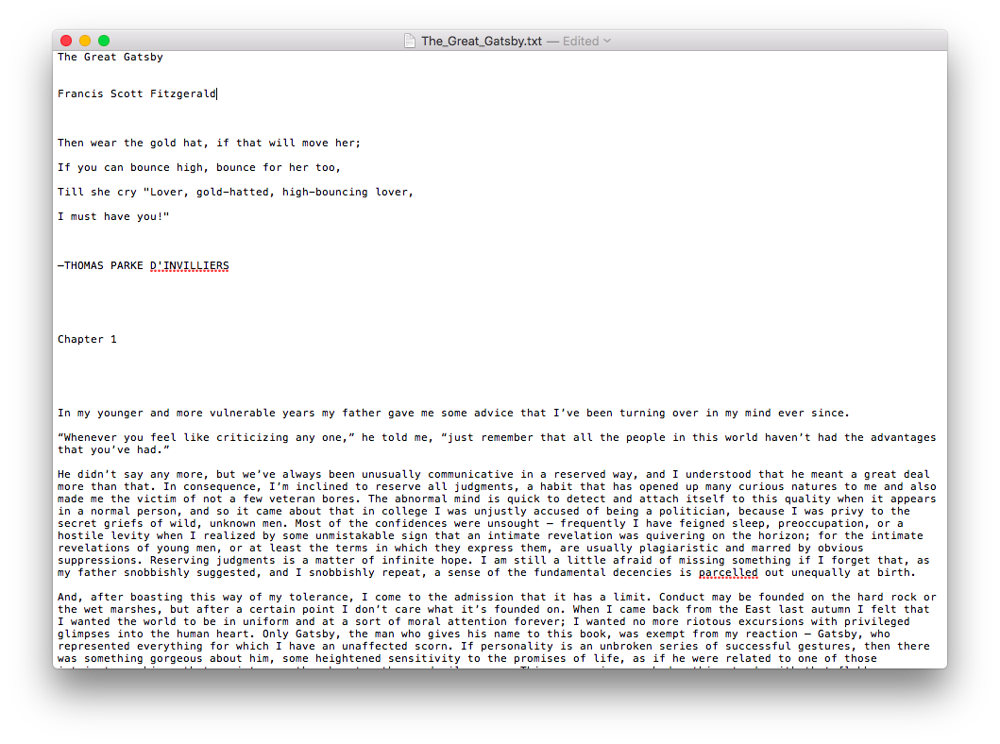 The_Great_Gatsby.txt — Edited
The Great Gatsby
Francis Scott Fitzgerald
Then wear the gold hat, if that will move her;
If you can bounce high, bounce for her too,
Till she cry "Lover, gold-hatted, high-bouncing lover,
I must have you!"
—THOMAS PARKE D'INVILLIERS
Chapter 1
In my younger and more vulnerable years my father gave me some advice that I’ve been turning over in my mind ever since.
“Whenever you feel like criticizing any one,” he told me, “just remember that all the people in this world haven’t had the advantages
that you’ve had.”
He didn’t say any more, but we’ve always been unusually communicative in a reserved way, and I understood that he meant a great deal
more than that. In consequence, I’m inclined to reserve all judgments, a habit that has opened up many curious natures to me and also
made me the victim of not a few veteran bores. The abnormal mind is quick to detect and attach itself to this quality when it appears
in a normal person, and so it came about that in college I was unjustly accused of being a politician, because I was privy to the
secret griefs of wild, unknown men. Most of the confidences were unsought — frequently I have feigned sleep, preoccupation, or a
hostile levity when I realized by some unmistakable sign that an intimate revelation was quivering on the horizon; for the intimate
revelations of young men, or at least the terms in which they express them, are usually plagiaristic and marred by obvious
suppressions. Reserving judgments is a matter of infinite hope. I am still a little afraid of missing something if I forget that, as
my father snobbishly suggested, and I snobbishly repeat, a sense of the fundamental decencies is parcelled out unequally at birth.
And, after boasting this way of my tolerance, I come to the admission that it has a limit. Conduct may be founded on the hard rock or
the wet marshes, but after a certain point I don’t care what it’s founded on. When I came back from the East last autumn I felt that
I wanted the world to be in uniform and at a sort of moral attention forever; I wanted no more riotous excursions with privileged
glimpses into the human heart. Only Gatsby, the man who gives his name to this book, was exempt from my reaction — Gatsby, who
represented everything for which I have an unaffected scorn. If personality is an unbroken series of successful gestures, then there
was something gorgeous about him, some heightened sensitivity to the promises of life, as if he were related to one of those